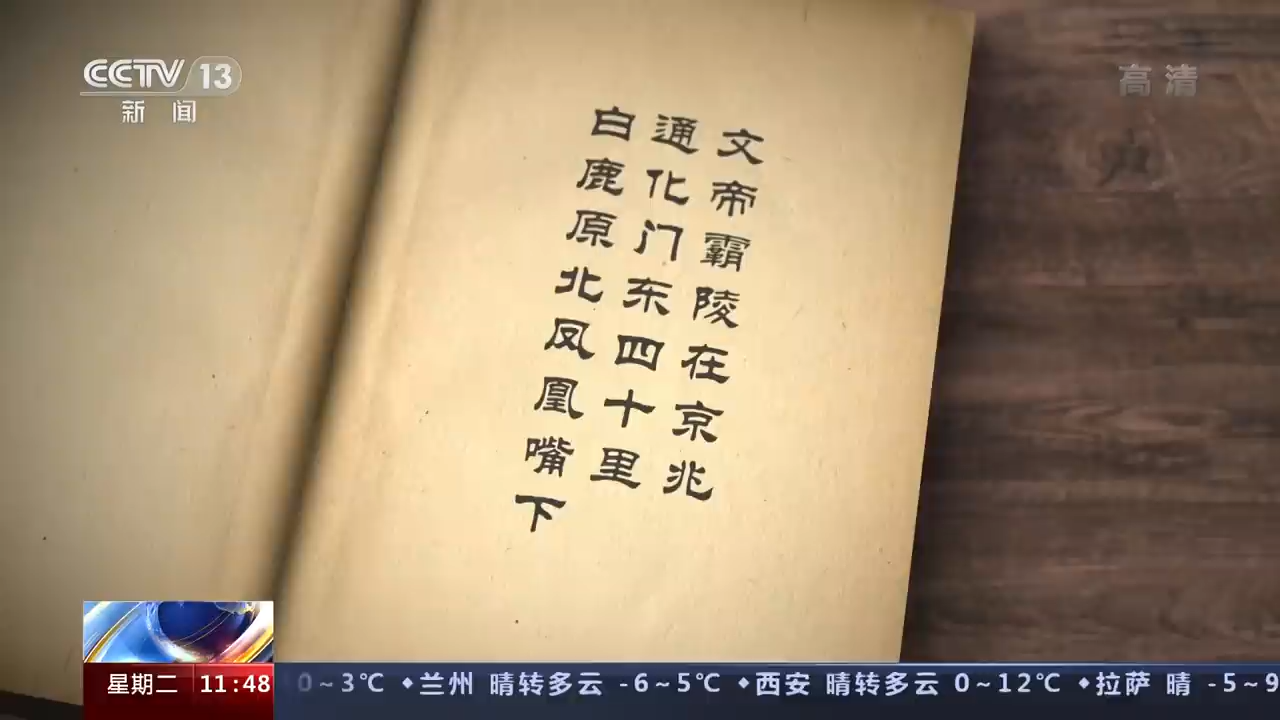 CCTV 13
新闻
高清
文帝霸陵在京兆
通化门东四十里
白鹿原北凤凰嘴下
星期二 11:48 0~3℃ ◆兰州 晴转多云 -6~5℃ ◆西安 晴转多云 0~12℃ ◆拉萨 晴 -5~9